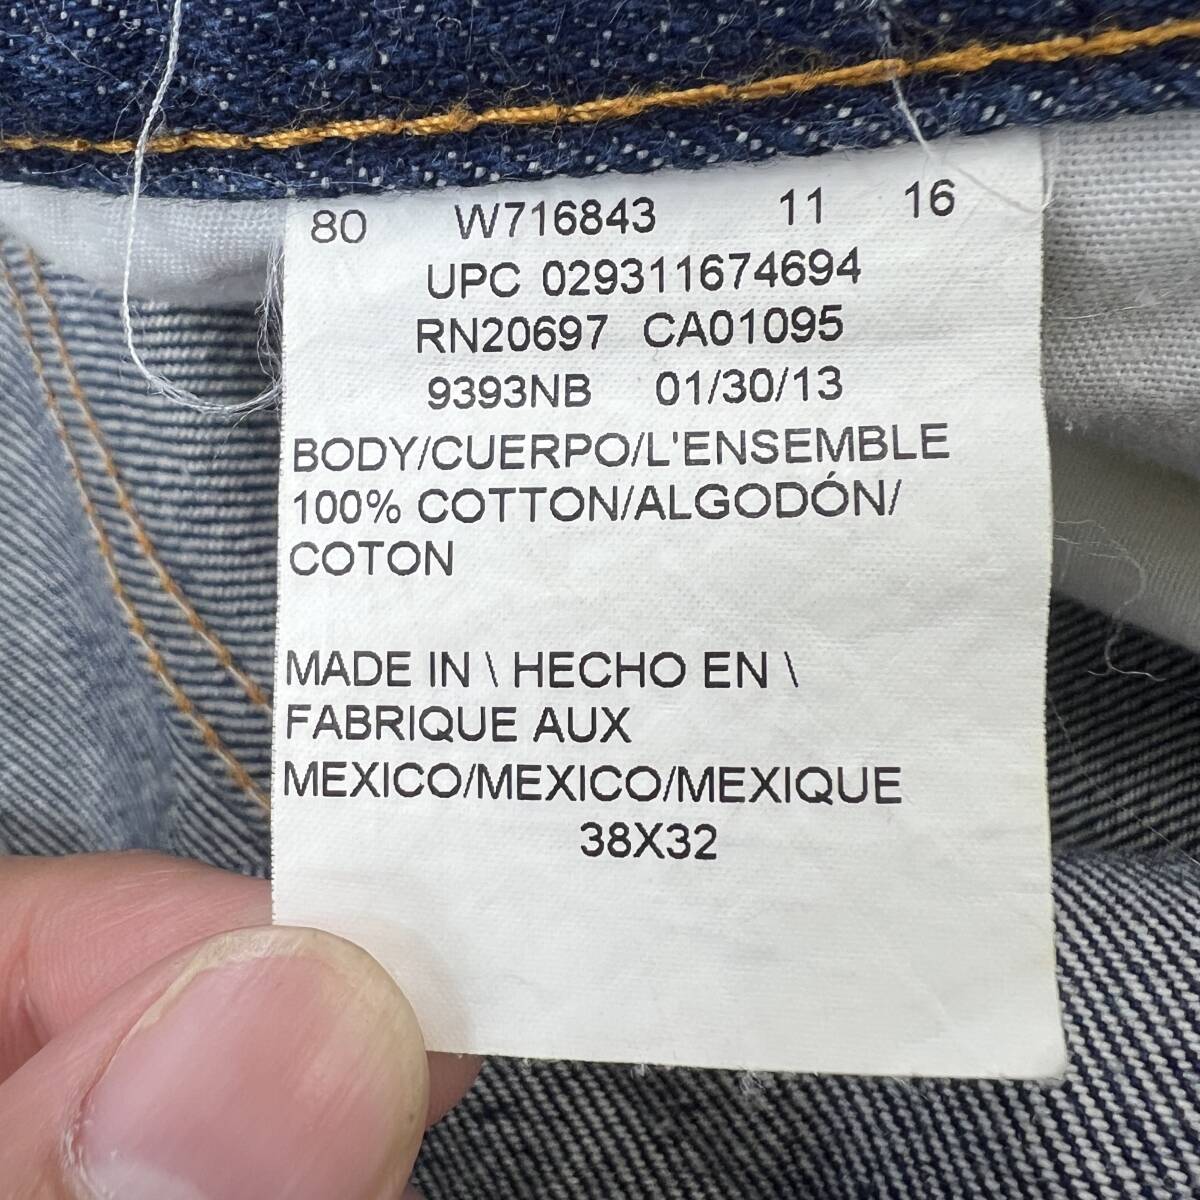 80 W716843 11 16
UPC 029311674694
RN20697 CA01095
9393NB 01/30/13
BODY/CUERPO/L'ENSEMBLE
100% COTTON/ALGODÓN/
COTON
MADE IN \ HECHO EN \
FABRIQUE AUX
MEXICO/MEXICO/MEXIQUE
38X32